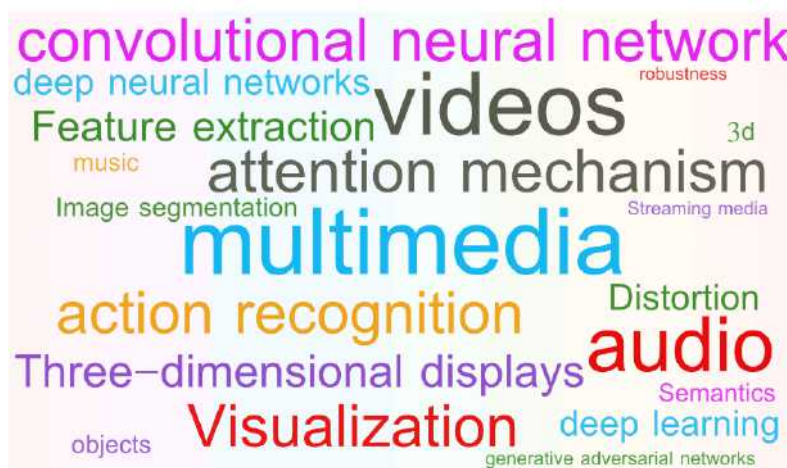 convolutional neural network
deep neural networks
videos
robustness
Feature extraction
3d
music
attention mechanism
Image segmentation
Streaming media
multimedia
action recognition
Distortion
audio
Three-dimensional displays
Semantics
Visualization
deep learning
objects
generative adversarial networks